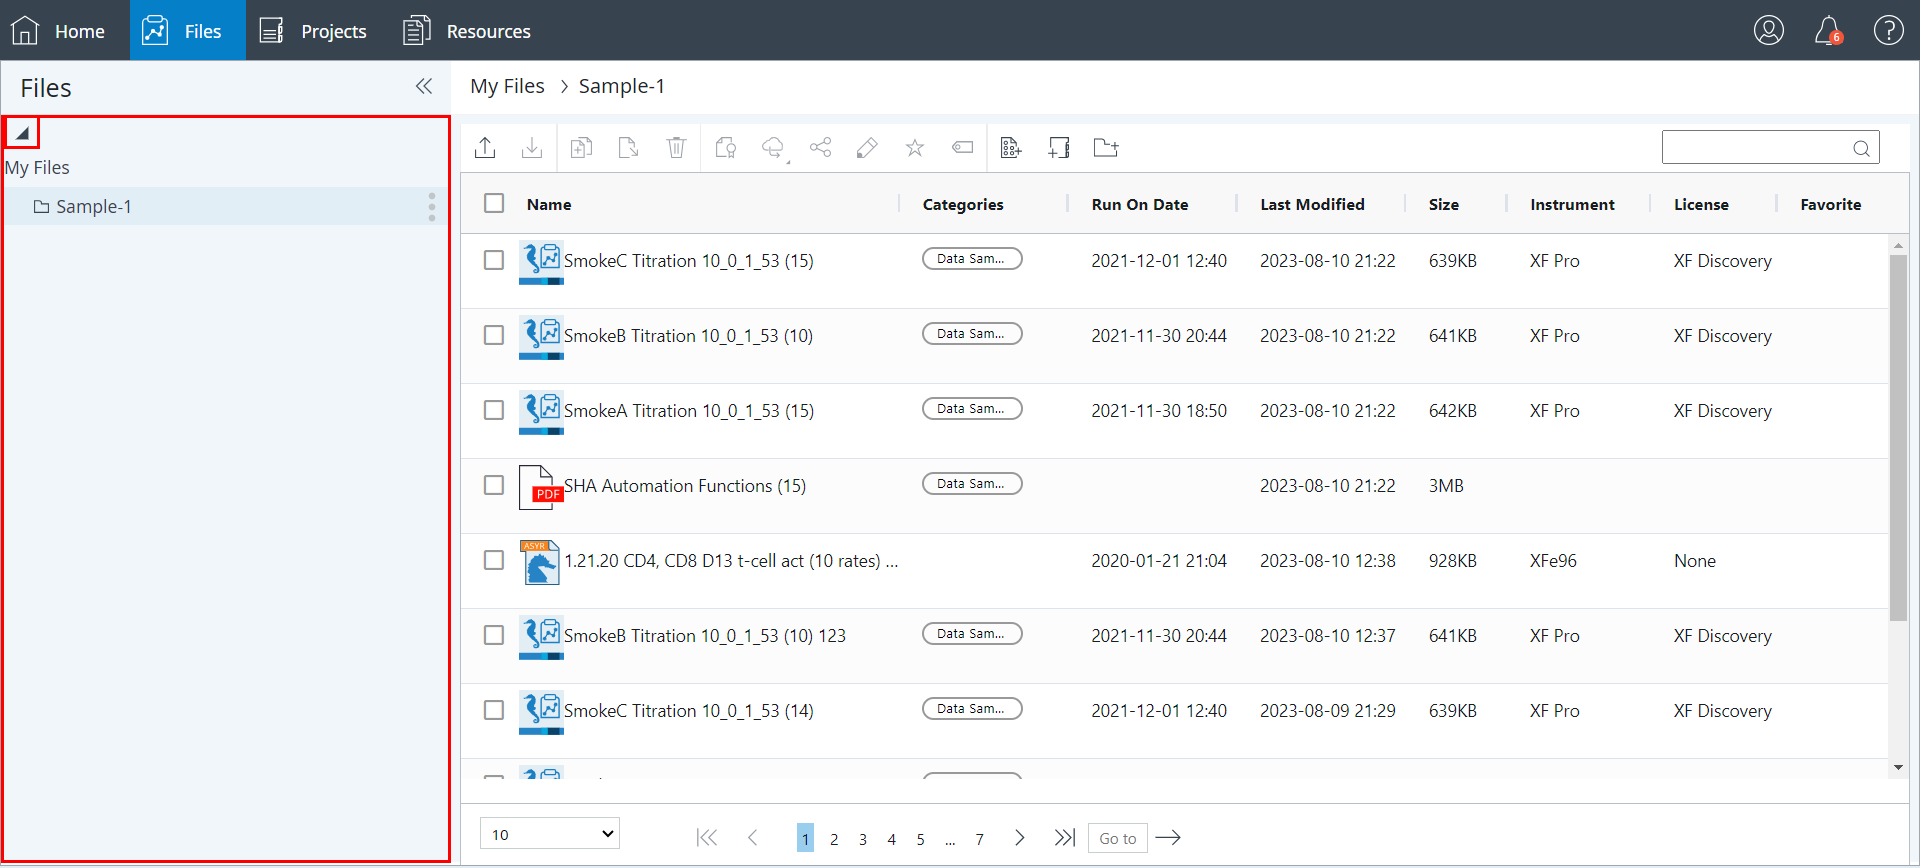 Home Files Projects Resources 6 ?
Files
My Files > Sample-1
My Files
Sample-1
Name Categories Run On Date Last Modified Size Instrument License Favorite
SmokeC Titration 10_0_1_53 (15) Data Sam... 2021-12-01 12:40 2023-08-10 21:22 639KB XF Pro XF Discovery
SmokeB Titration 10_0_1_53 (10) Data Sam... 2021-11-30 20:44 2023-08-10 21:22 641KB XF Pro XF Discovery
SmokeA Titration 10_0_1_53 (15) Data Sam... 2021-11-30 18:50 2023-08-10 21:22 642KB XF Pro XF Discovery
PDF SHA Automation Functions (15) Data Sam... 2023-08-10 21:22 3MB
ASYR 1.21.20 CD4, CD8 D13 t-cell act (10 rates) ... 2020-01-21 21:04 2023-08-10 12:38 928KB XFe96 None
SmokeB Titration 10_0_1_53 (10) 123 Data Sam... 2021-11-30 20:44 2023-08-10 12:37 641KB XF Pro XF Discovery
SmokeC Titration 10_0_1_53 (14) Data Sam... 2021-12-01 12:40 2023-08-09 21:29 639KB XF Pro XF Discovery
10 1 2 3 4 5 ... 7 Go to